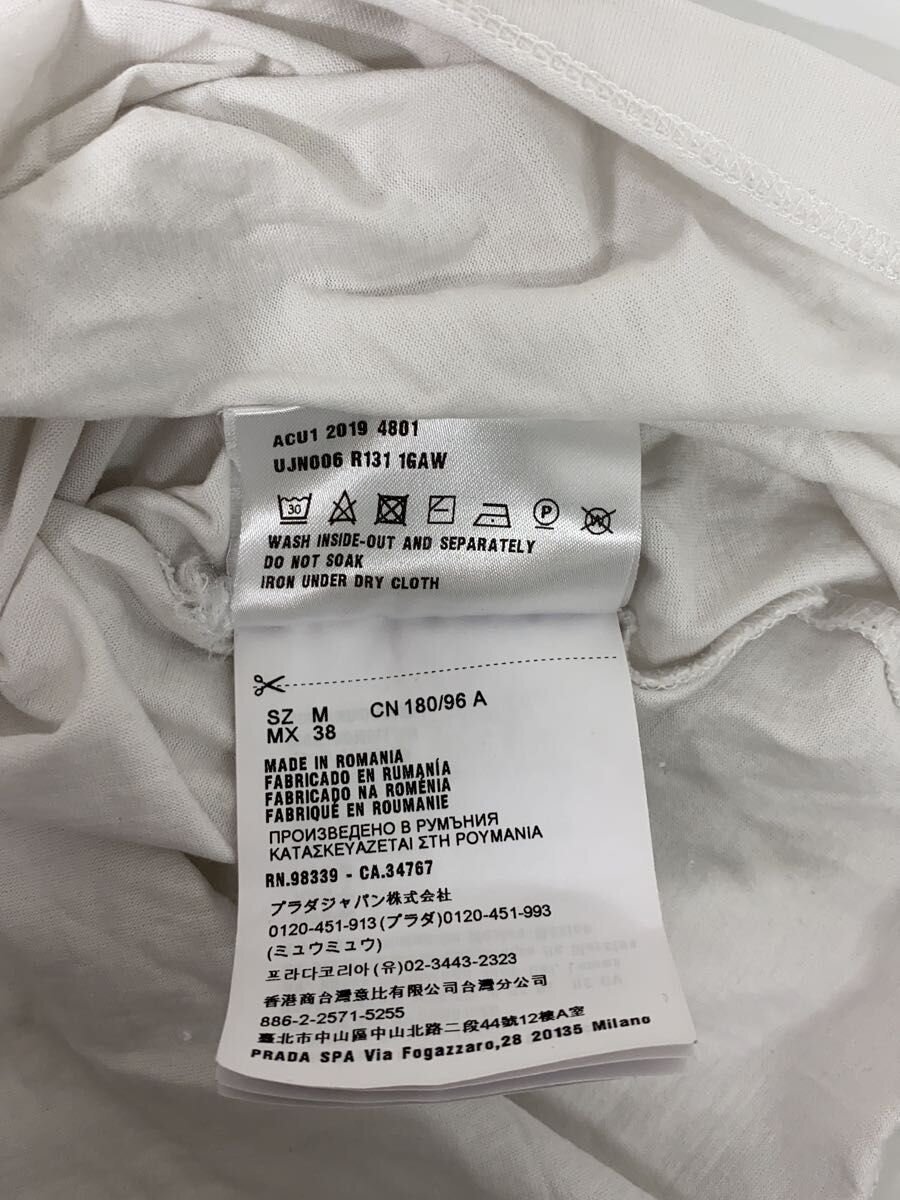 ACU1 2019 4801
UJN006 R131 1GAW
30
P
W
WASH INSIDE-OUT AND SEPARATELY
DO NOT SOAK
IRON UNDER DRY CLOTH
SZ M CN 180/96 A
MX 38
MADE IN ROMANIA
FABRICADO EN RUMANÍA
FABRICADO NA ROMÉNIA
FABRIQUÉ EN ROUMANIE
ПРОИЗВЕДЕНО В РУМЪНИЯ
ΚΑΤΑΣΚΕΥΑΖΕΤΑΙ ΣΤΗ ΡΟΥΜΑΝΙΑ
RN.98339 - CA.34767
プラダジャパン株式会社
0120-451-913(プラダ)0120-451-993
(ミュウミュウ)
프라다코리아(유)02-3443-2323
香港商台灣意比有限公司台灣分公司
886-2-2571-5255
臺北市中山區中山北路二段44號12樓A室
PRADA SPA Via Fogazzaro,28 20135 Milano